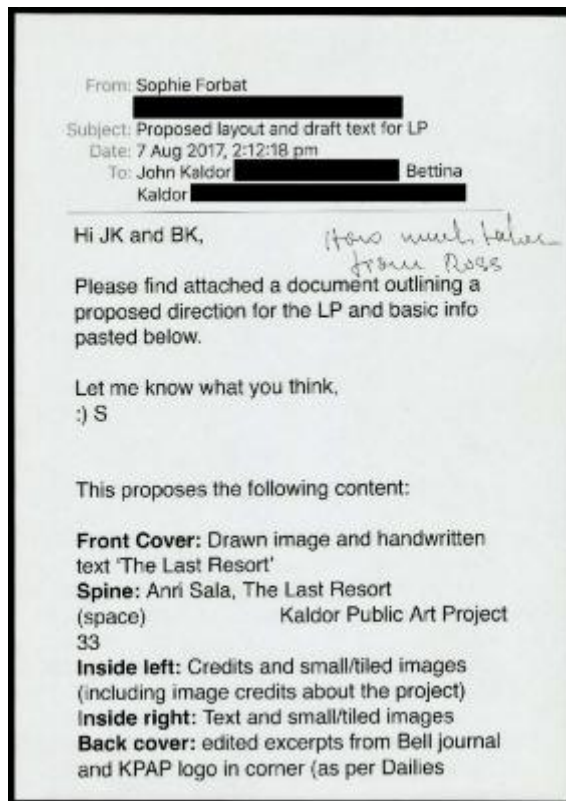 From: Sophie Forbat
Subject: Proposed layout and draft text for LP
Date: 7 Aug 2017, 2:12:18 pm
To: John Kaldor Bettina
Kaldor
Hi JK and BK,
How much taken
from Ross
Please find attached a document outlining a
proposed direction for the LP and basic info
pasted below.
Let me know what you think,
:) S
This proposes the following content:
Front Cover: Drawn image and handwritten
text 'The Last Resort'
Spine: Anri Sala, The Last Resort
(space) Kaldor Public Art Project
33
Inside left: Credits and small/tiled images
(including image credits about the project)
Inside right: Text and small/tiled images
Back cover: edited excerpts from Bell journal
and KPAP logo in corner (as per Dailies